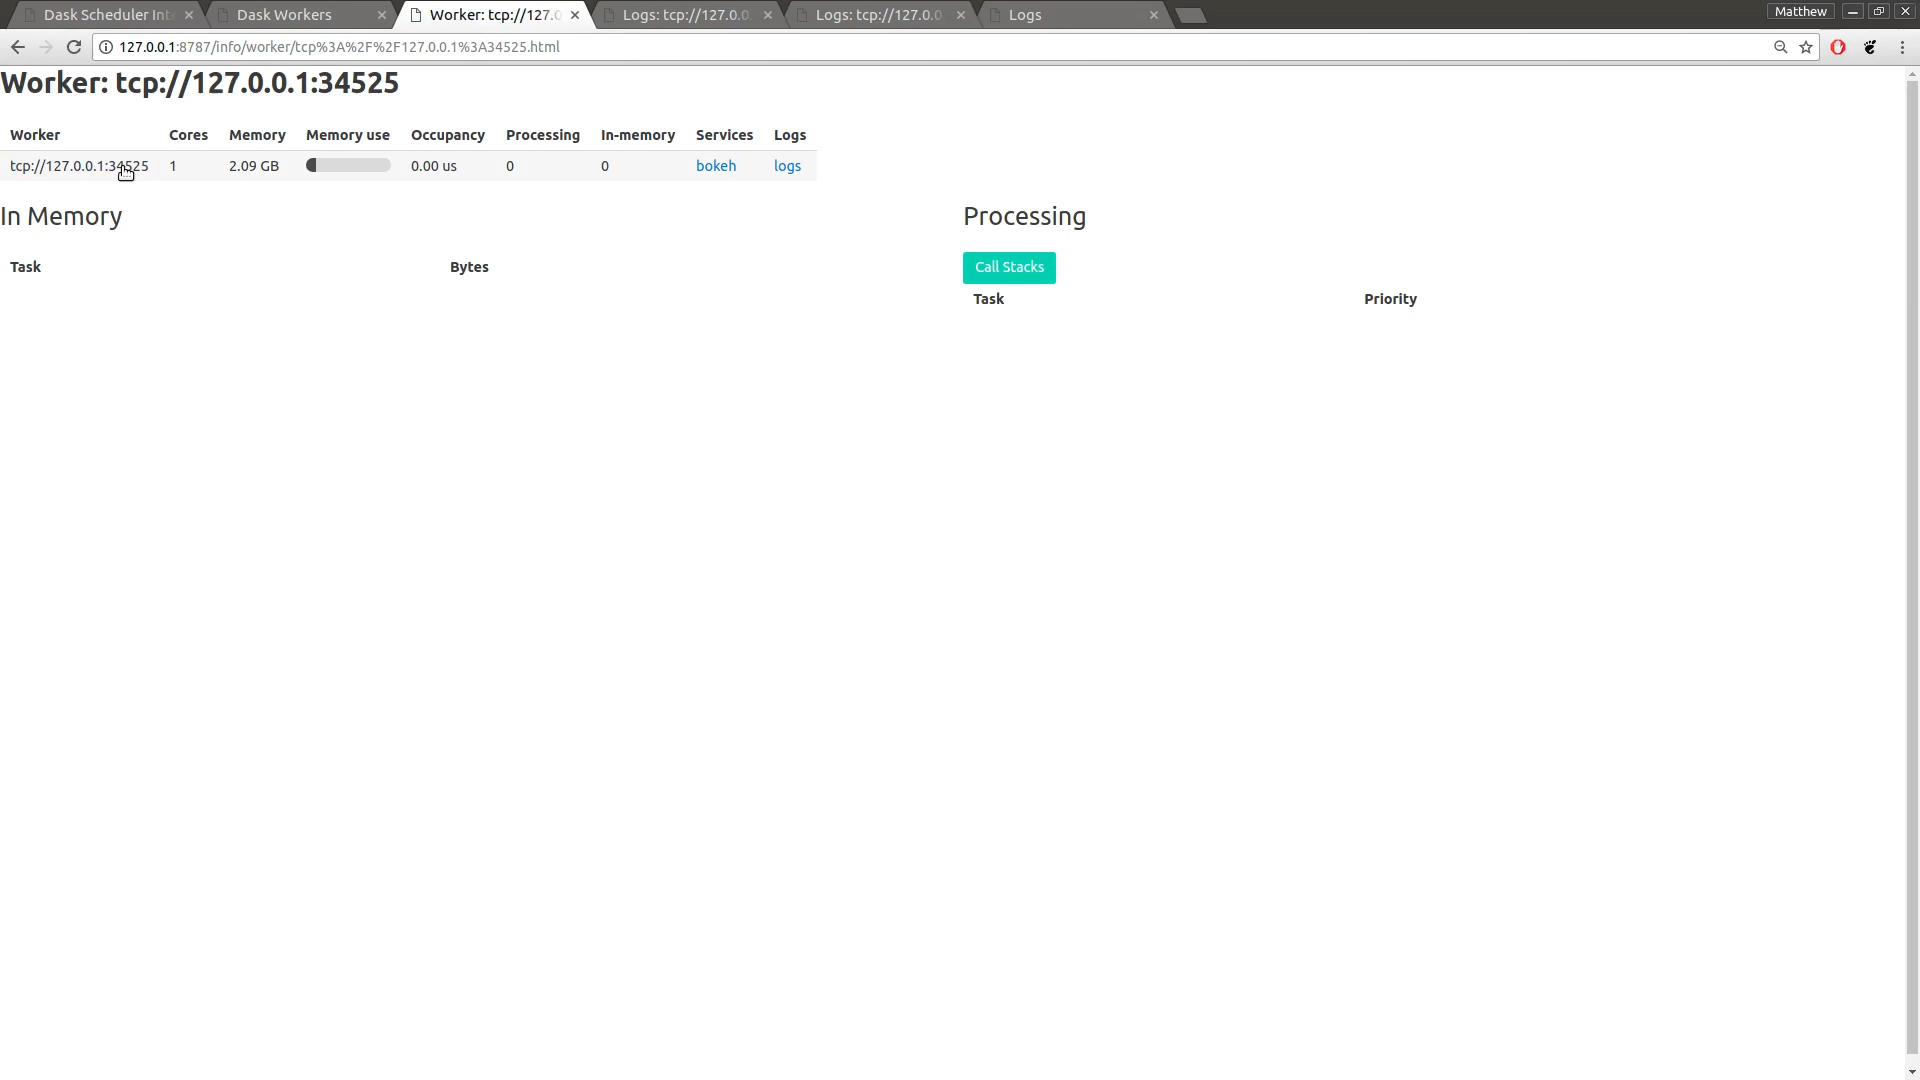 Dask Scheduler Int Dask Workers Worker: tcp://127.0 Logs: tcp://127.0.0 Logs: tcp://127.0.0 Logs Matthew
127.0.0.1:8787/info/worker/tcp%3A%2F%2F127.0.0.1%3A34525.html
Worker: tcp://127.0.0.1:34525
Worker Cores Memory Memory use Occupancy Processing In-memory Services Logs
tcp://127.0.0.1:34525 1 2.09 GB 0.00 us 0 0 bokeh logs
In Memory Processing
Task Bytes Call Stacks
Task Priority